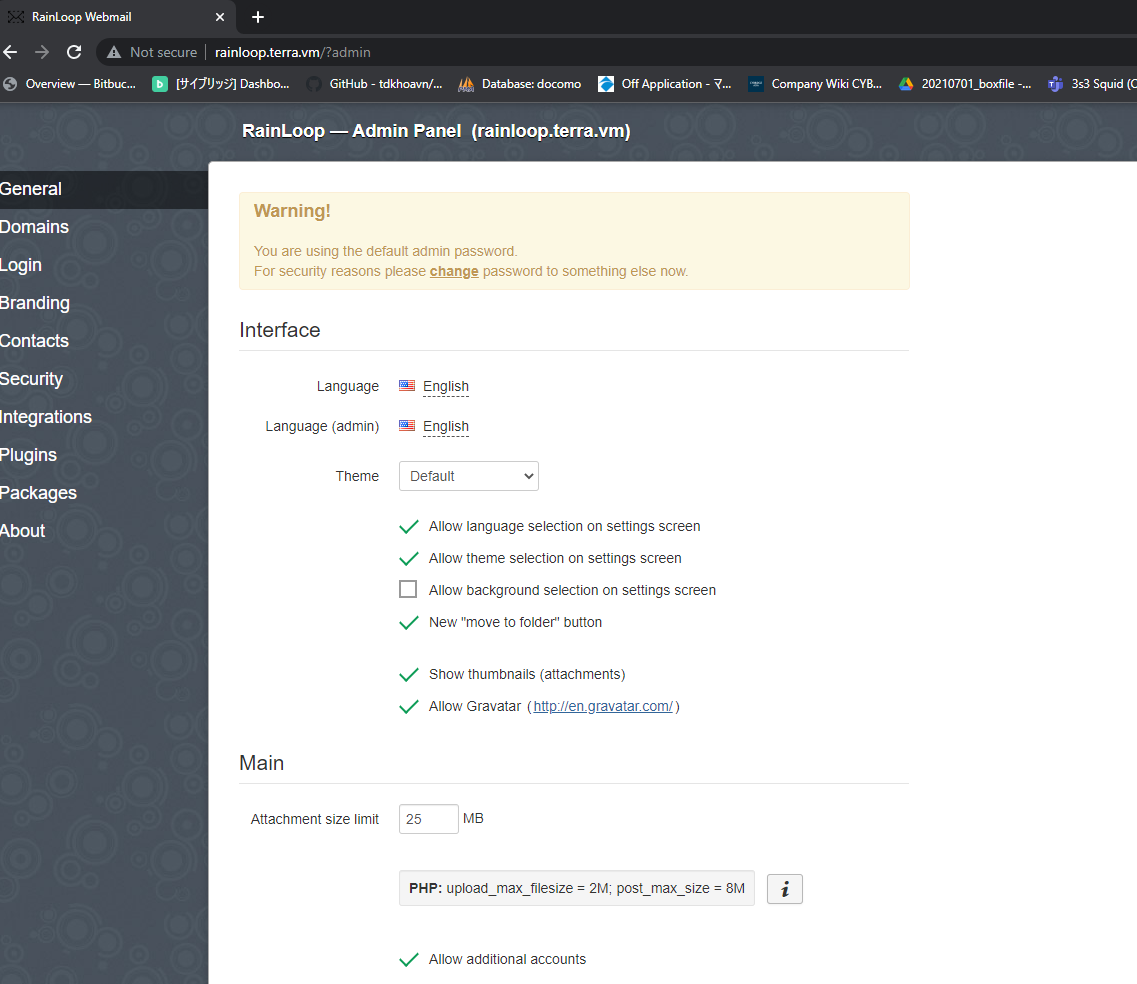 RainLoop Webmail
Not secure rainloop.terra.vm/?admin
Overview — Bitbuc... [サイブリッジ] Dashbo... GitHub - tdkhoavn/... Database: docomo Off Application - マ... Company Wiki CYB... 20210701_boxfile -... 3s3 Squid (C
RainLoop — Admin Panel (rainloop.terra.vm)
General
Domains
Login
Branding
Contacts
Security
Integrations
Plugins
Packages
About
Warning!
You are using the default admin password.
For security reasons please change password to something else now.
Interface
Language English
Language (admin) English
Theme Default
Allow language selection on settings screen
Allow theme selection on settings screen
Allow background selection on settings screen
New "move to folder" button
Show thumbnails (attachments)
Allow Gravatar (http://en.gravatar.com/)
Main
Attachment size limit 25 MB
PHP: upload_max_filesize = 2M; post_max_size = 8M i
Allow additional accounts